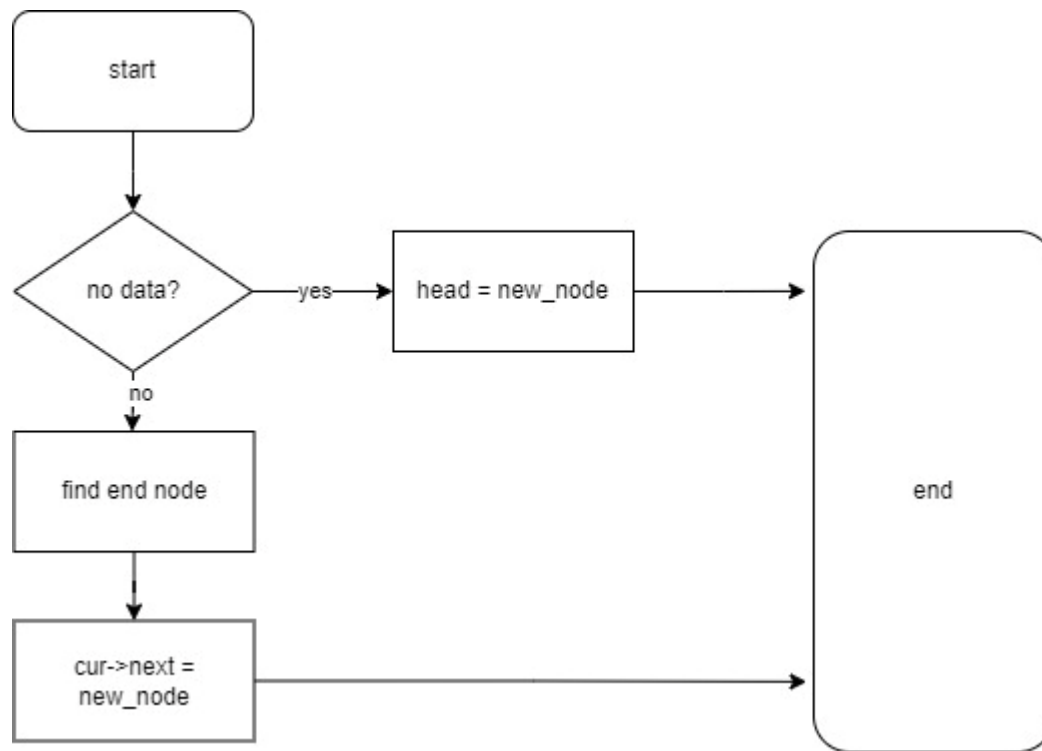 start
no data?
yes
head = new_node
no
find end node
end
cur->next =
new_node